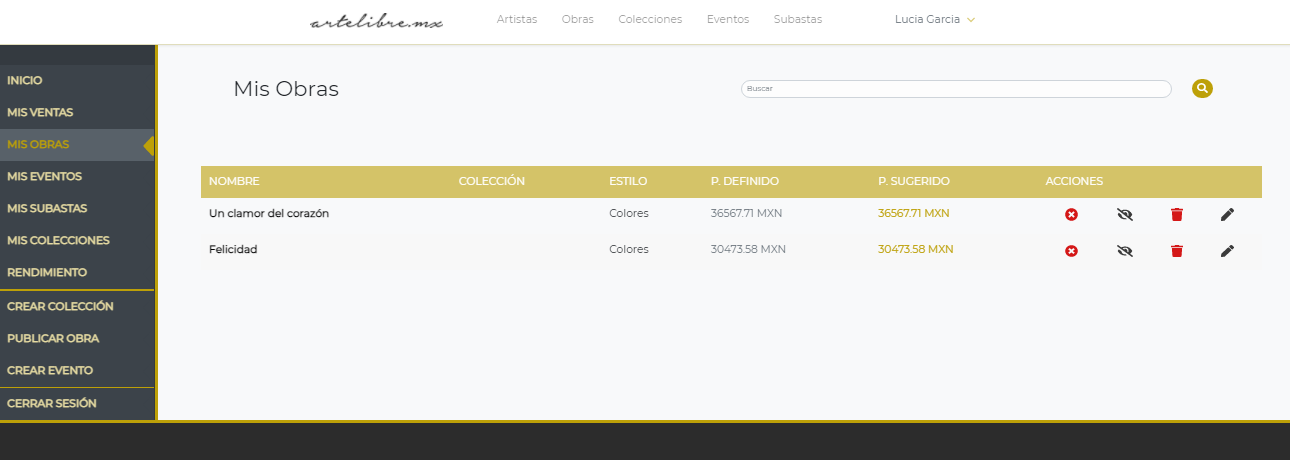 artelibre.mx Artistas Obras Colecciones Eventos Subastas Lucia Garcia
INICIO
MIS VENTAS
MIS OBRAS
MIS EVENTOS
MIS SUBASTAS
MIS COLECCIONES
RENDIMIENTO
CREAR COLECCIÓN
PUBLICAR OBRA
CREAR EVENTO
CERRAR SESIÓN
Mis Obras Buscar
NOMBRE COLECCIÓN ESTILO P. DEFINIDO P. SUGERIDO ACCIONES
Un clamor del corazón Colores 36567.71 MXN 36567.71 MXN
Felicidad Colores 30473.58 MXN 30473.58 MXN